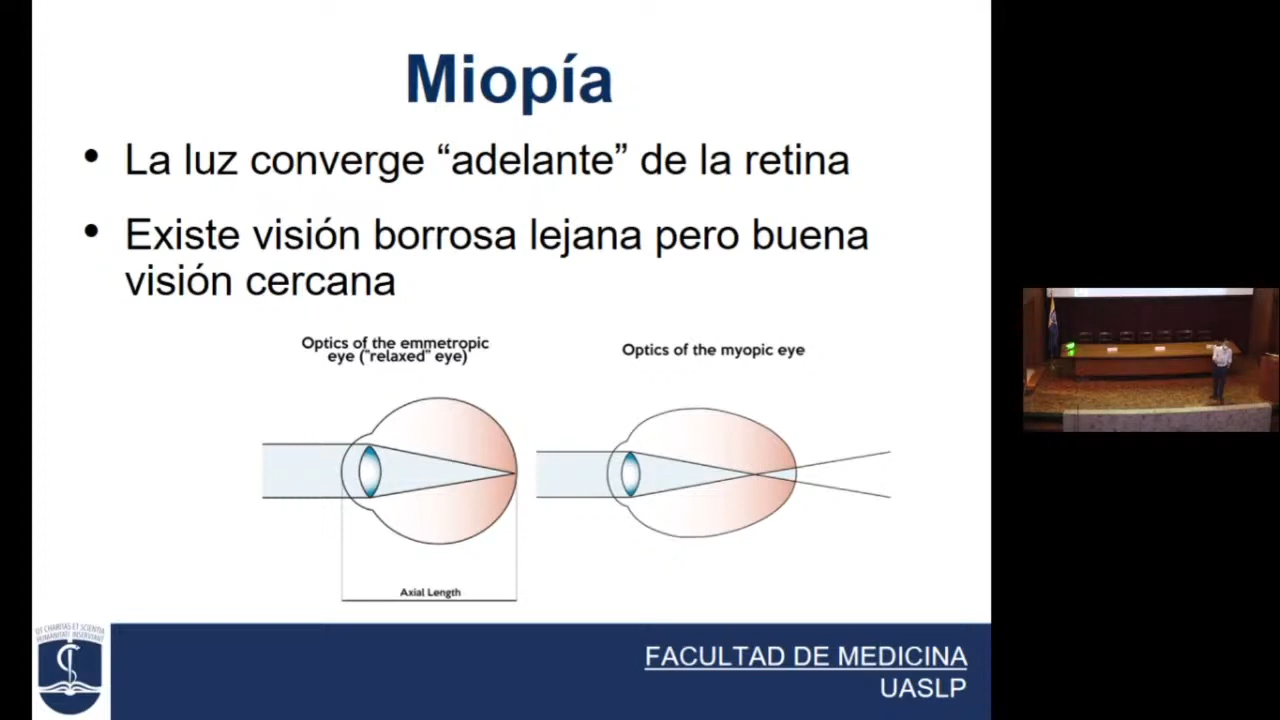 Miopía
• La luz converge “adelante” de la retina
• Existe visión borrosa lejana pero buena
visión cercana
Optics of the emmetropic
eye ("relaxed" eye)
Optics of the myopic eye
Axial Length
FACULTAD DE MEDICINA
UASLP